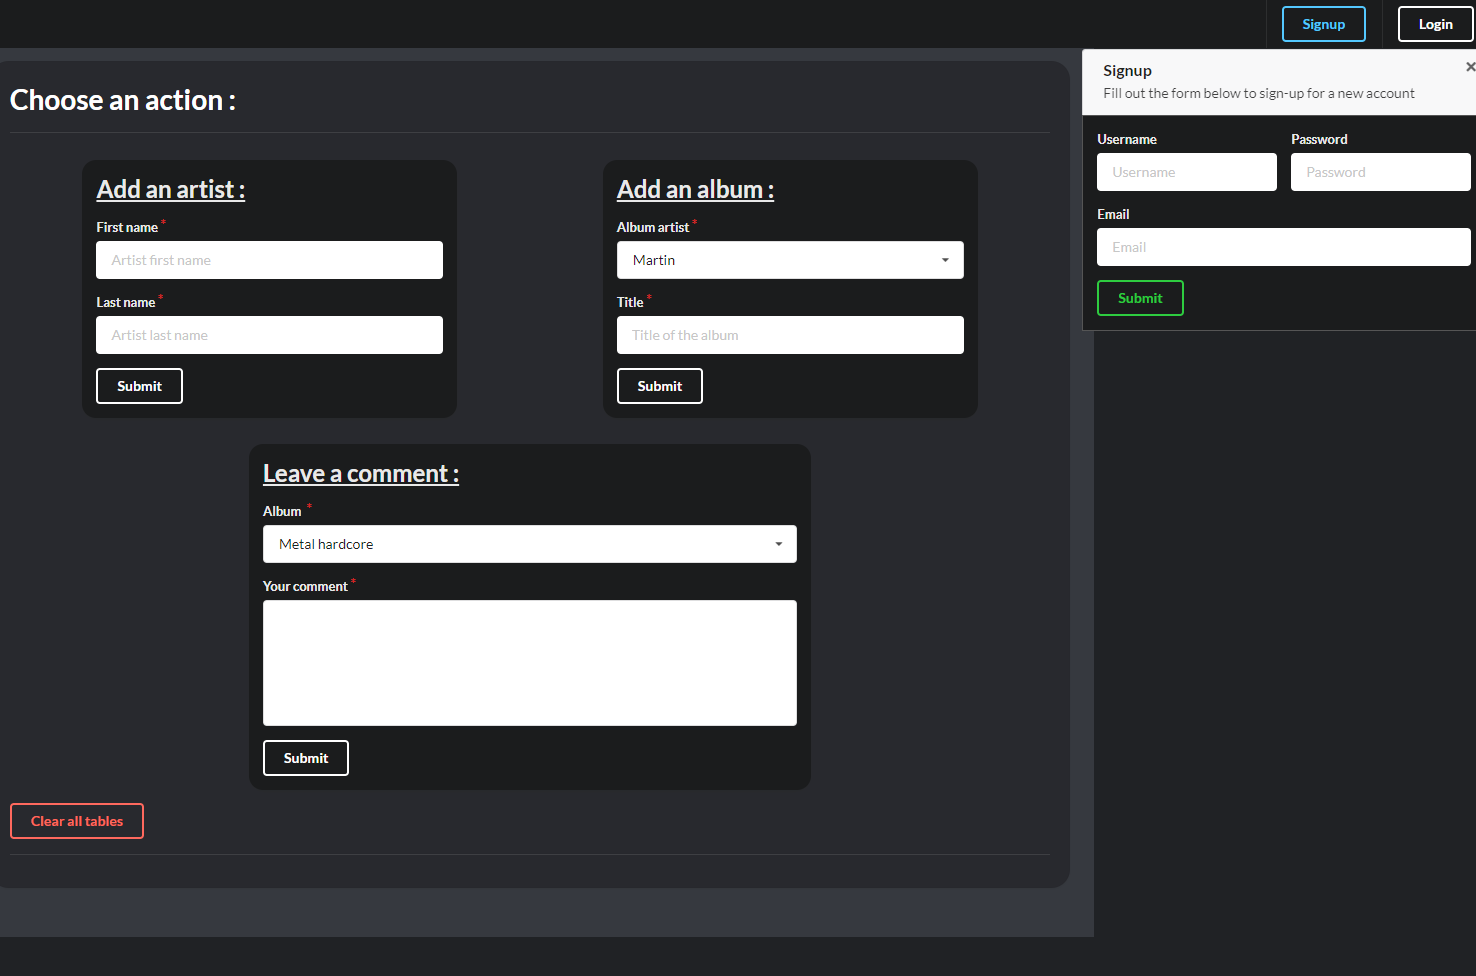 Signup
Login
Signup
Fill out the form below to sign-up for a new account
Username
Password
Username
Password
Email
Email
Submit
Choose an action :
Add an artist :
First name *
Artist first name
Last name *
Artist last name
Submit
Add an album :
Album artist *
Martin
Title *
Title of the album
Submit
Leave a comment :
Album *
Metal hardcore
Your comment *
Submit
Clear all tables